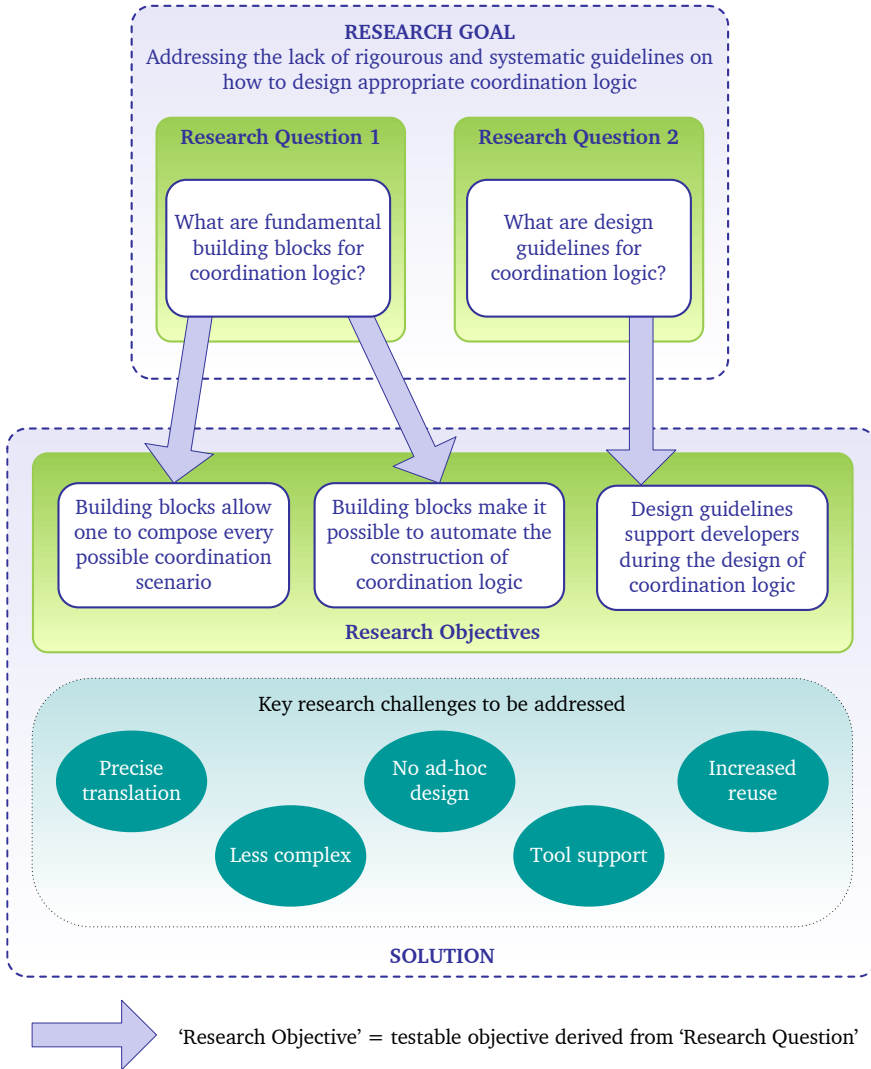 RESEARCH GOAL
Addressing the lack of rigourous and systematic guidelines on
how to design appropriate coordination logic
Research Question 1
What are fundamental
building blocks for
coordination logic?
Research Question 2
What are design
guidelines for
coordination logic?
Building blocks allow
one to compose every
possible coordination
scenario
Building blocks make it
possible to automate the
construction of
coordination logic
Design guidelines
support developers
during the design of
coordination logic
Research Objectives
Key research challenges to be addressed
Precise
translation
Less complex
No ad-hoc
design
Tool support
Increased
reuse
SOLUTION
‘Research Objective’ = testable objective derived from ‘Research Question’